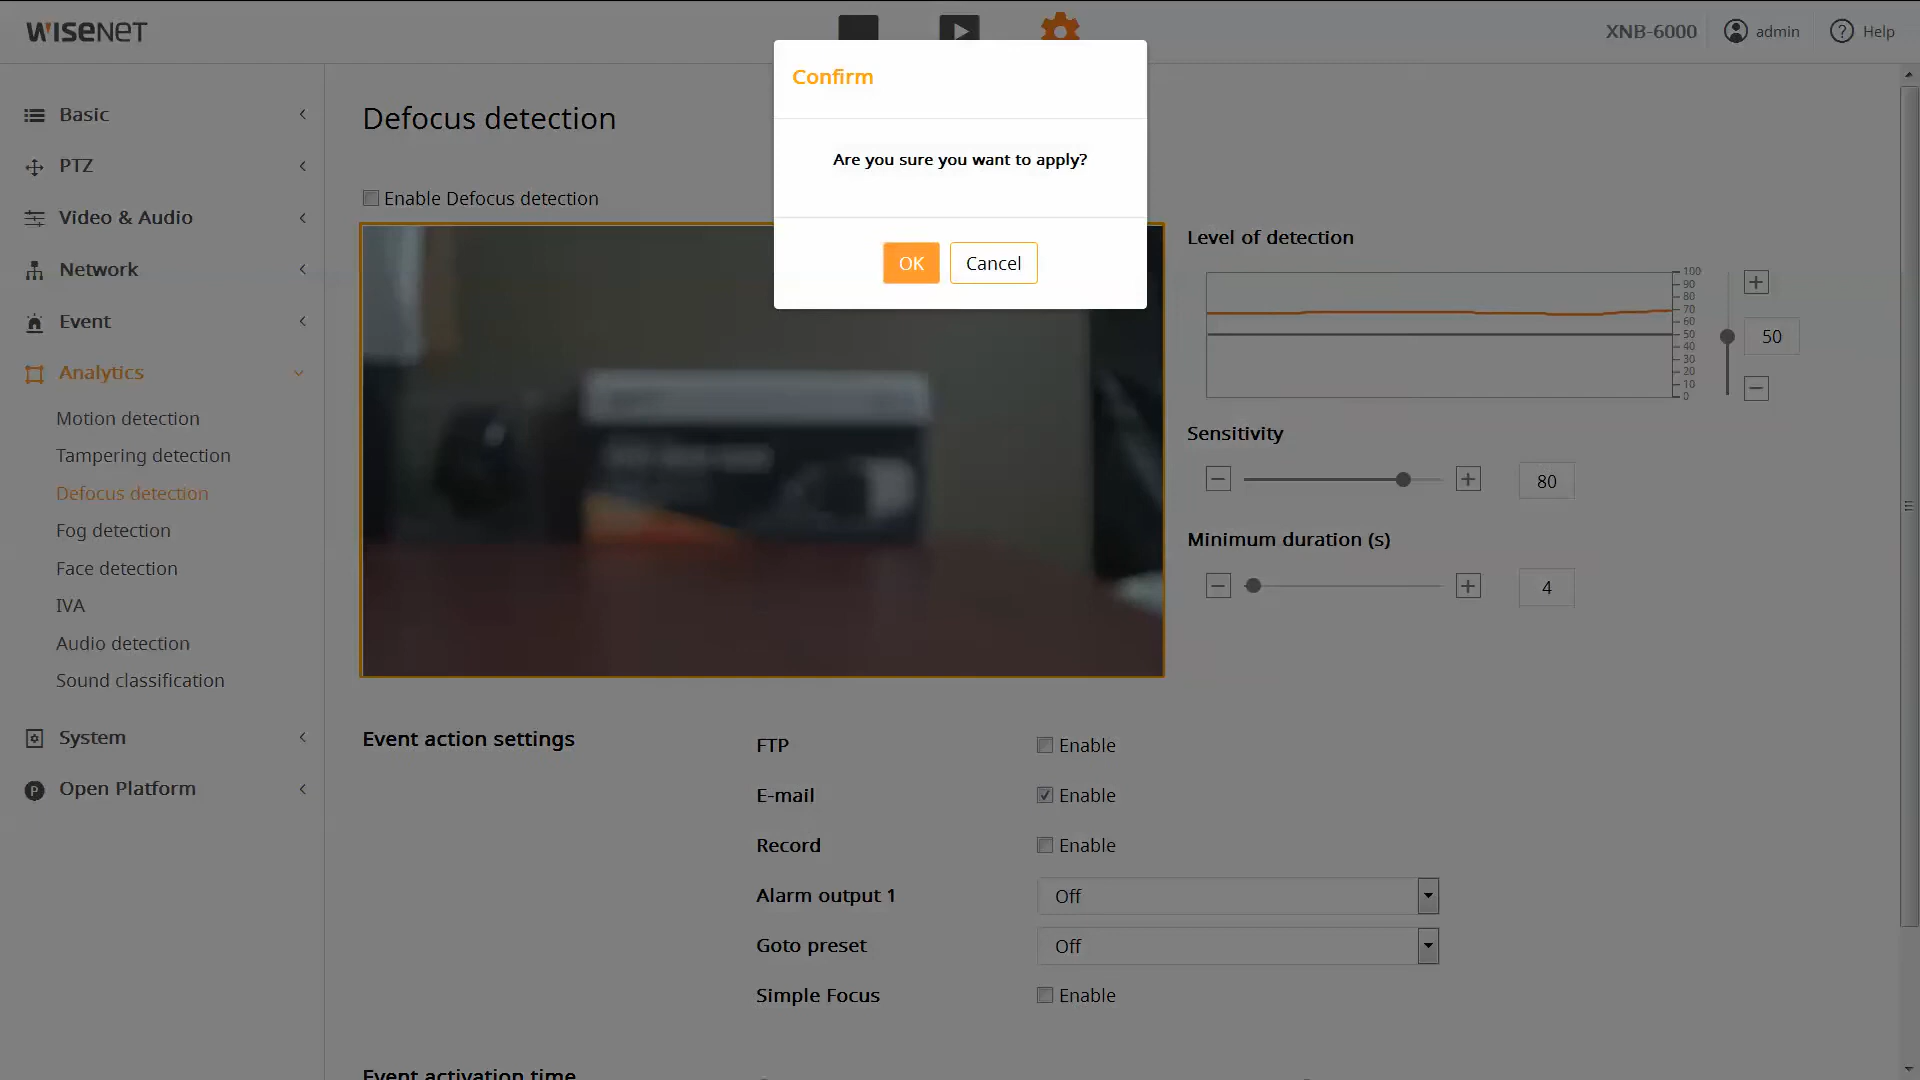 WISENET
XNB-6000
admin
Help
Confirm
Are you sure you want to apply?
OK
Cancel
Basic
PTZ
Video & Audio
Network
Event
Analytics
Motion detection
Tampering detection
Defocus detection
Fog detection
Face detection
IVA
Audio detection
Sound classification
System
Open Platform
Defocus detection
Enable Defocus detection
Level of detection
100
90
80
70
60
50
40
30
20
10
0
50
Sensitivity
80
Minimum duration (s)
4
Event action settings
FTP
Enable
E-mail
Enable
Record
Enable
Alarm output 1
Off
Goto preset
Off
Simple Focus
Enable
Event activation time